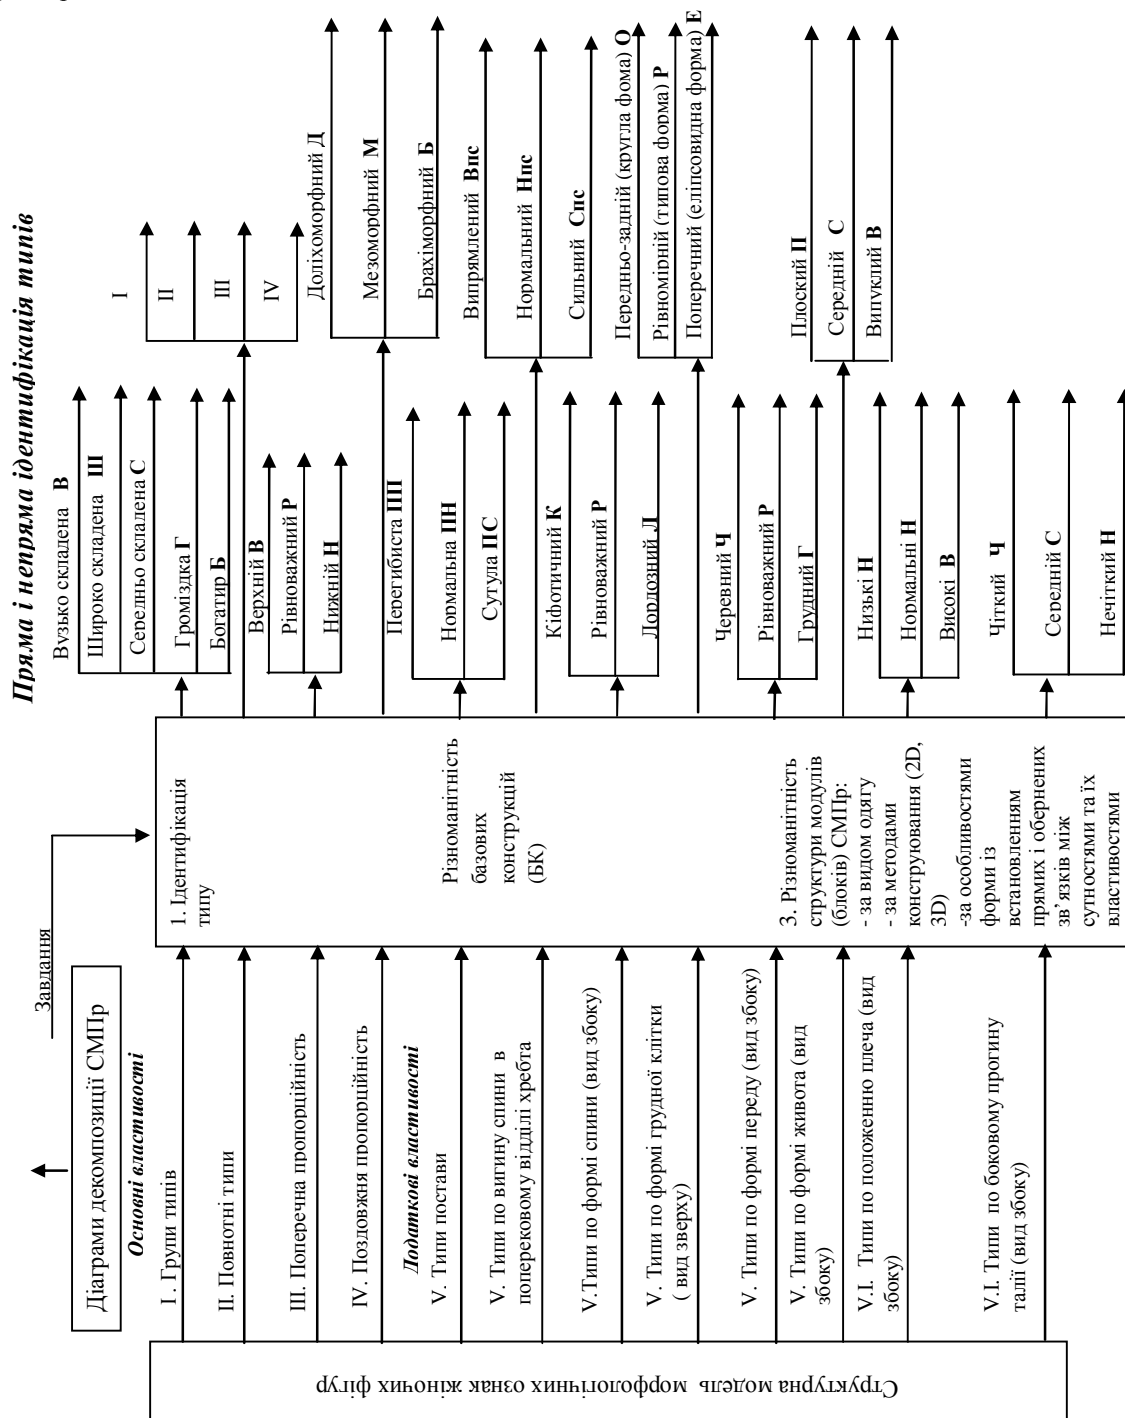 Пряма і непряма ідентифікація типів
Діаграми декомпозиції СМПр
Завдання
Структурна модель морфологічних ознак жіночих фігур
Основні властивості
I . Групи типів
II. Повнотні типи
III. Поперечна пропорційність
IV. Поздовжня пропорційність
Додаткові властивості
V. Типи постави
V. Типи по вигину спини в
поперековому відділі хребта
V.Типи по формі спини (вид збоку)
V. Типи по формі грудної клітки
( вид зверху)
V. Типи по формі переду (вид збоку)
V. Типи по формі живота (вид
збоку)
V.I. Типи по положенню плеча (вид
збоку)
V.I. Типи по боковому прогину
талії (вид збоку)
1. Ідентифікація
типу
Різноманітність
базових
конструкцій
(БК)
3. Різноманітність
структури модулів
(блоків) СМПр:
- за видом одягу
- за методами
конструювання (2D,
3D)
-за особливостями
форми із
встановленням
прямих і обернених
зв’язків між
сутностями та їх
властивостями
Вузько складена В
Широко складена Ш
Середньо складена С
Громіздка Г
Богатир Б
Верхній В
Рівноважний Р
Нижній Н
Перегибиста ПП
Нормальна ПН
Сутула ПС
Кіфотичний К
Рівноважний Р
Лордозний Л
Черевний Ч
Рівноважний Р
Грудний Г
Низькі Н
Нормальні Н
Високі В
Чіткий Ч
Середній С
Нечіткий Н
I
II
III
IV
Доліхоморфний Д
Мезоморфний М
Брахіморфний Б
Випрямлений Впс
Нормальний Нпс
Сильний Спс
Передньо-задній (кругла фома) О
Рівномірній (типова форма) Р
Поперечний (еліпсовидна форма) Е
Плоский П
Середній С
Випуклий В